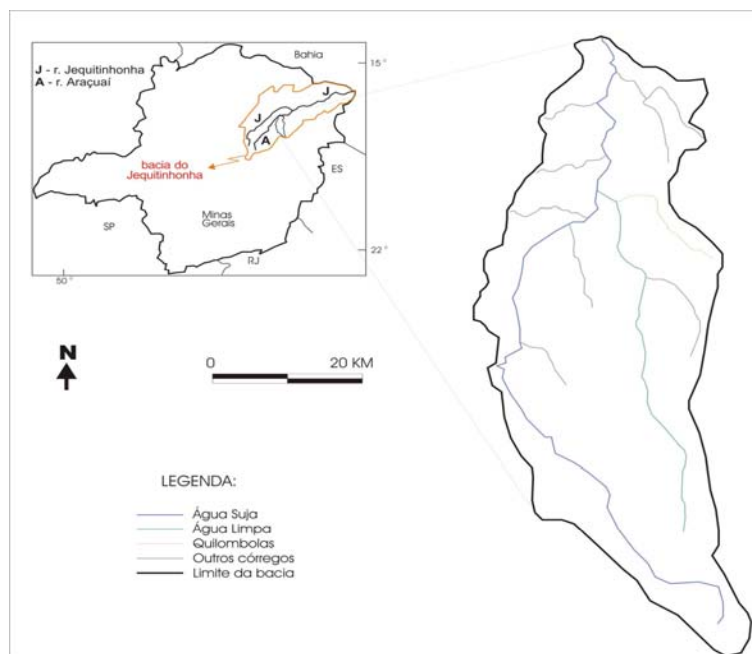 Bahia
J - r. Jequitinhonha
A - r. Araçuaí
15°
J
J
A
bacia do
Jequitinhonha
ES
Minas
Gerais
SP
RJ
22°
50°
N
0 20 KM
LEGENDA:
Água Suja
Água Limpa
Quilombolas
Outros córregos
Limite da bacia